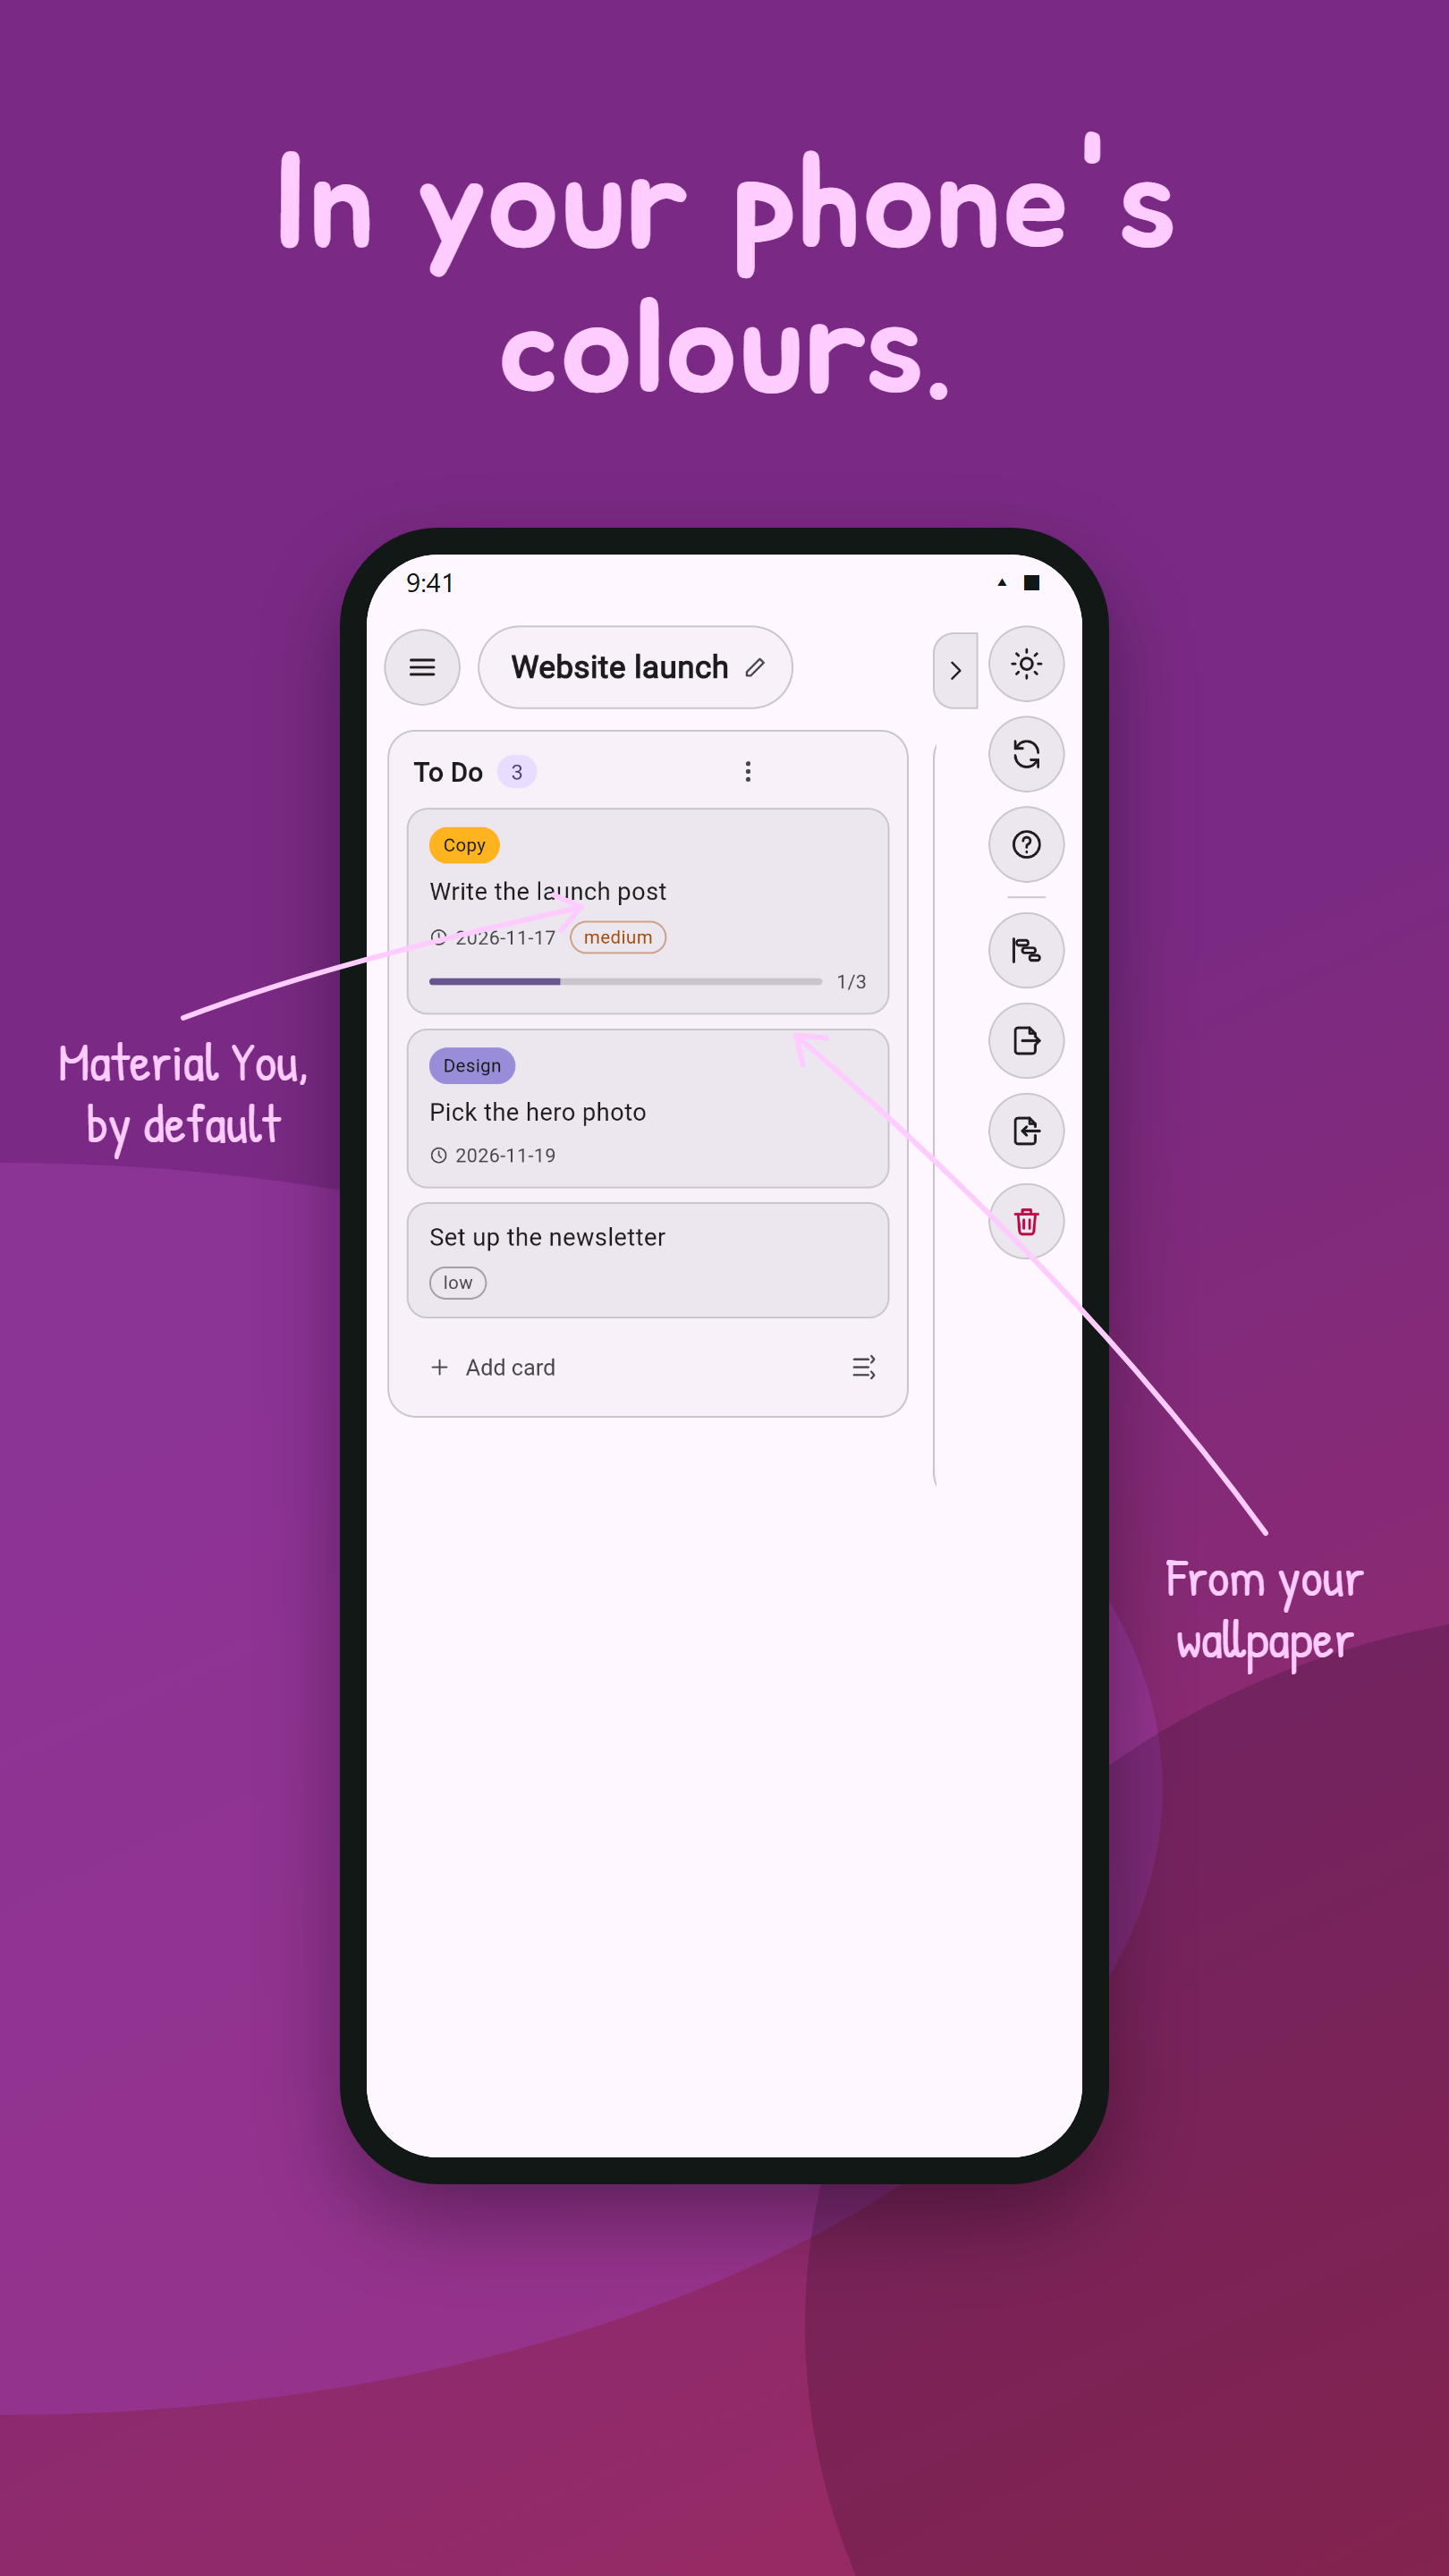 In your phone's
colours.
9:41
Website launch
To Do 3
Copy
Write the launch post
2026-11-17 medium
1/3
Material You,
by default
Design
Pick the hero photo
2026-11-19
Set up the newsletter
low
Add card
From your
wallpaper